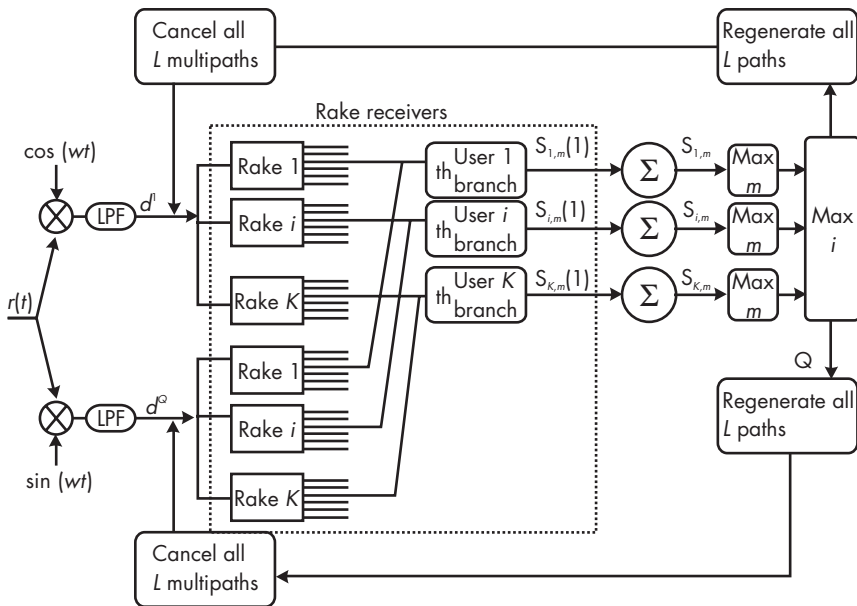 Cancel all
L multipaths
Regenerate all
L paths
Rake receivers
cos (wt)
LPF
d¹
Rake 1
Rake i
Rake K
th User 1 branch
th User i branch
th User K branch
S1,m(1)
Si,m(1)
SK,m(1)
Σ
Σ
Σ
S1,m
Si,m
SK,m
Max
m
Max
m
Max
m
Max
i
r(t)
Rake 1
Rake i
Rake K
LPF
dQ
sin (wt)
Q
Regenerate all
L paths
Cancel all
L multipaths